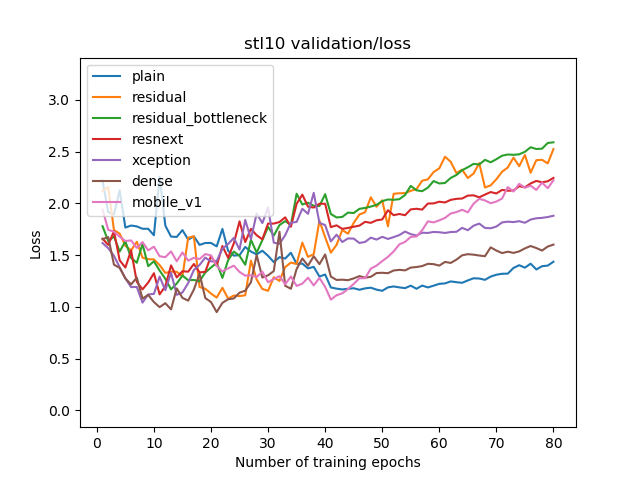 stl10 validation/loss
plain
residual
residual_bottleneck
resnext
xception
dense
mobile_v1
Loss
3.0
2.5
2.0
1.5
1.0
0.5
0.0
0 10 20 30 40 50 60 70 80
Number of training epochs